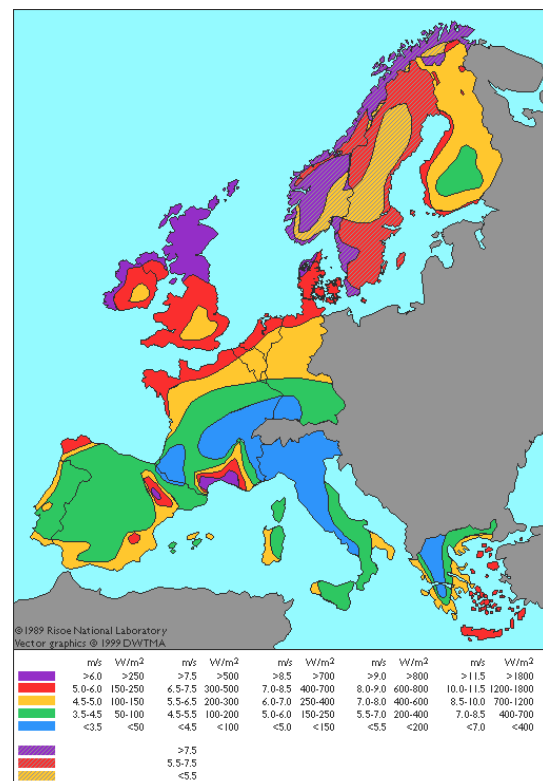 ©1989 Risoe National Laboratory
Vector graphics © 1999 DWTMA
m/s W/m² m/s W/m² m/s W/m² m/s W/m² m/s W/m²
>6.0 >250 >7.5 >500 >8.5 >700 >9.0 >800 >11.5 >1800
5.0-6.0 150-250 6.5-7.5 300-500 7.0-8.5 400-700 8.0-9.0 600-800 10.0-11.5 1200-1800
4.5-5.0 100-150 5.5-6.5 200-300 6.0-7.0 250-400 7.0-8.0 400-600 8.5-10.0 700-1200
3.5-4.5 50-100 4.5-5.5 100-200 5.0-6.0 150-250 5.5-7.0 200-400 7.0-8.5 400-700
<3.5 <50 <4.5 <100 <5.0 <150 <5.5 <200 <7.0 <400
>7.5
5.5-7.5
<5.5